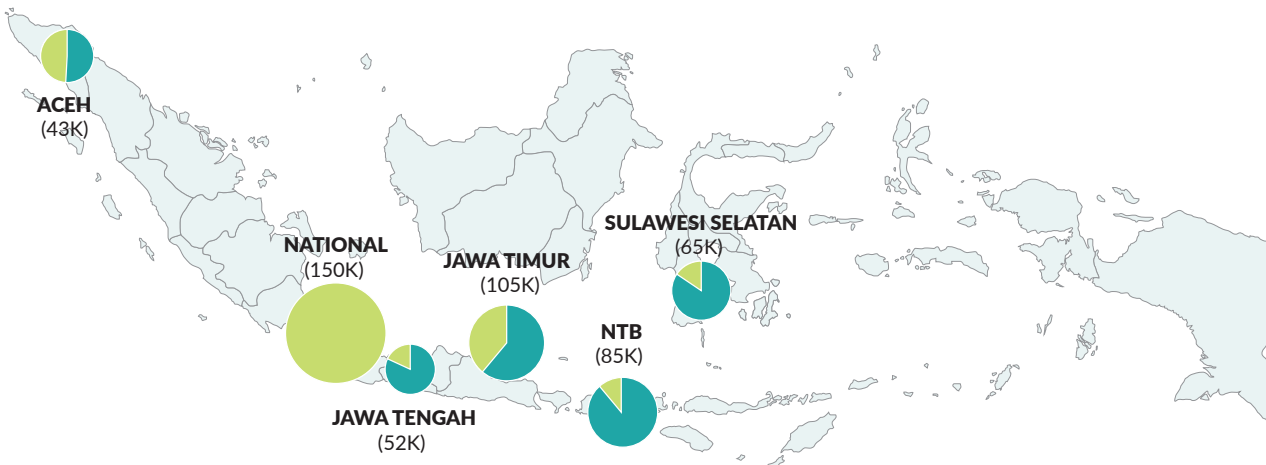 ACEH
(43K)
NATIONAL
(150K)
JAWA TENGAH
(52K)
JAWA TIMUR
(105K)
NTB
(85K)
SULAWESI SELATAN
(65K)